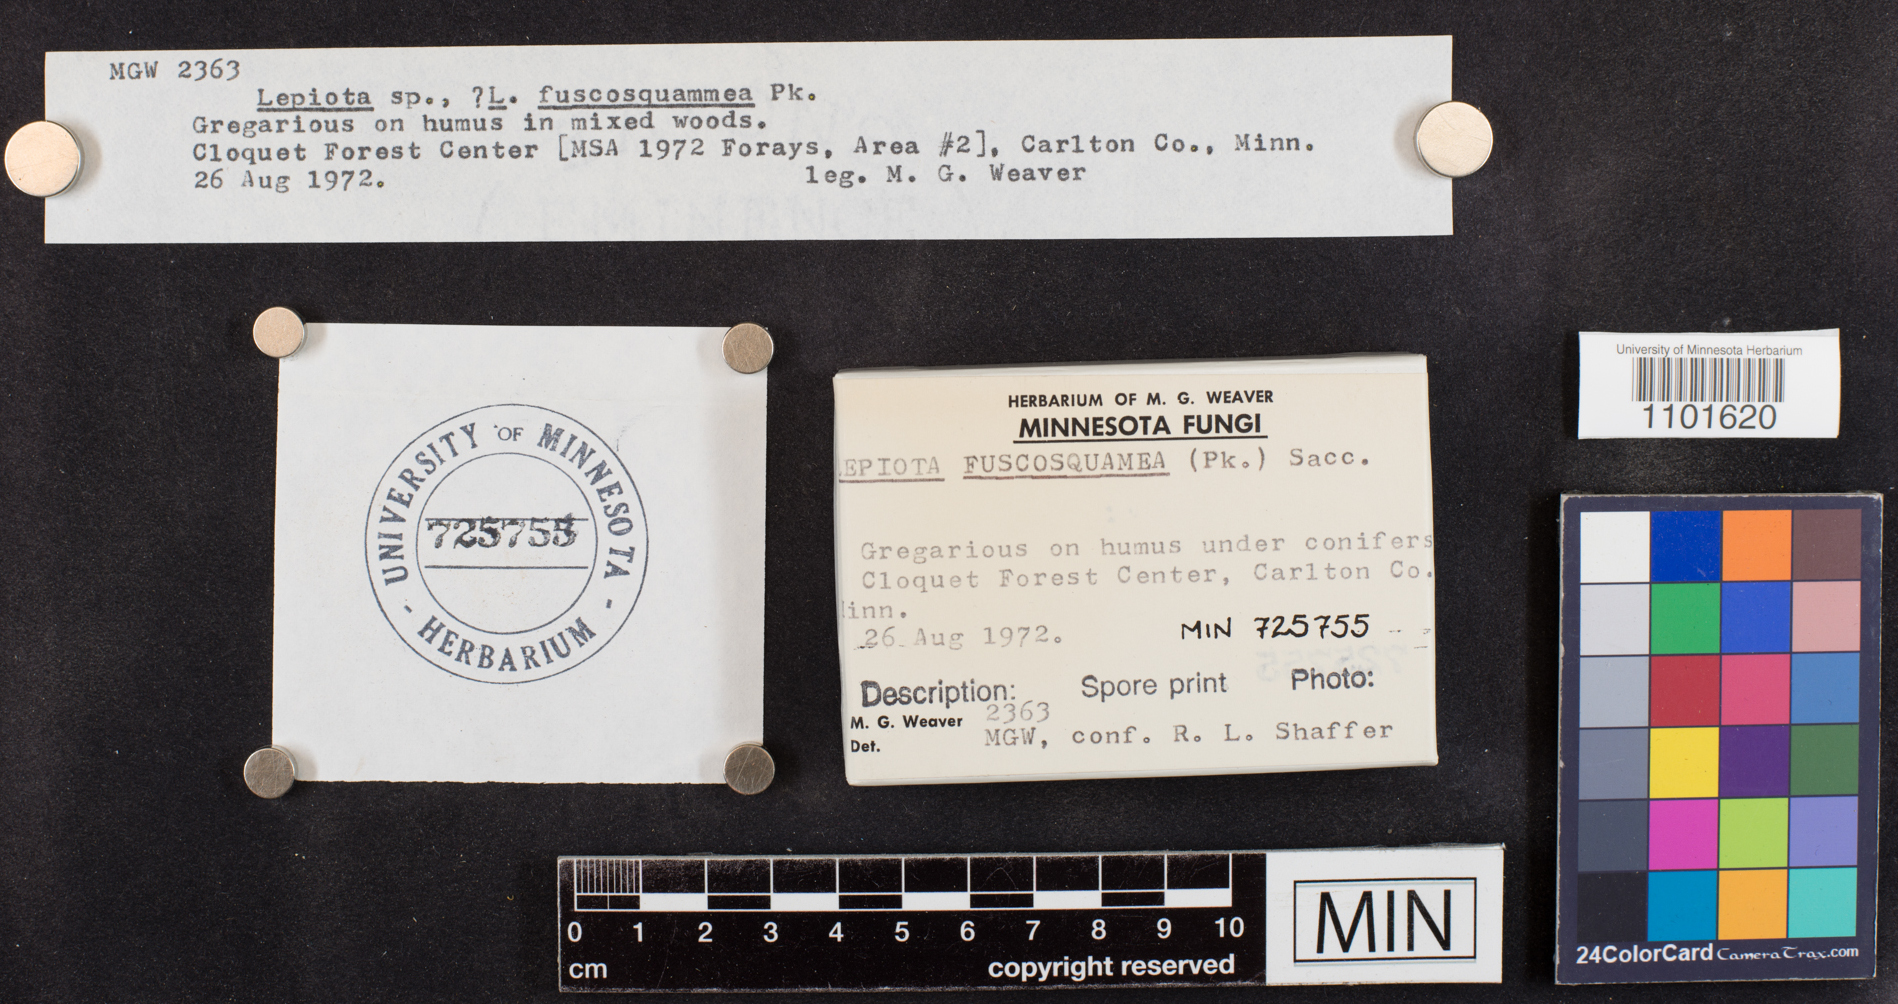 MGW 2363
Lepiota sp., ?L. fuscosquammea Pk.
Gregarious on humus in mixed woods.
Cloquet Forest Center [MSA 1972 Forays, Area #2], Carlton Co., Minn.
26 Aug 1972. leg. M. G. Weaver
UNIVERSITY OF MINNESOTA
725755
- HERBARIUM -
HERBARIUM OF M. G. WEAVER
MINNESOTA FUNGI
EPIOTA FUSCOSQUAMEA (Pk.) Sacc.
Gregarious on humus under conifers
Cloquet Forest Center, Carlton Co.
inn.
26 Aug 1972. MIN 725755
Description: Spore print Photo:
M. G. Weaver 2363
Det. MGW, conf. R. L. Shaffer
University of Minnesota Herbarium
1101620
0 1 2 3 4 5 6 7 8 9 10
cm copyright reserved
MIN
24ColorCard CameraTrax.com